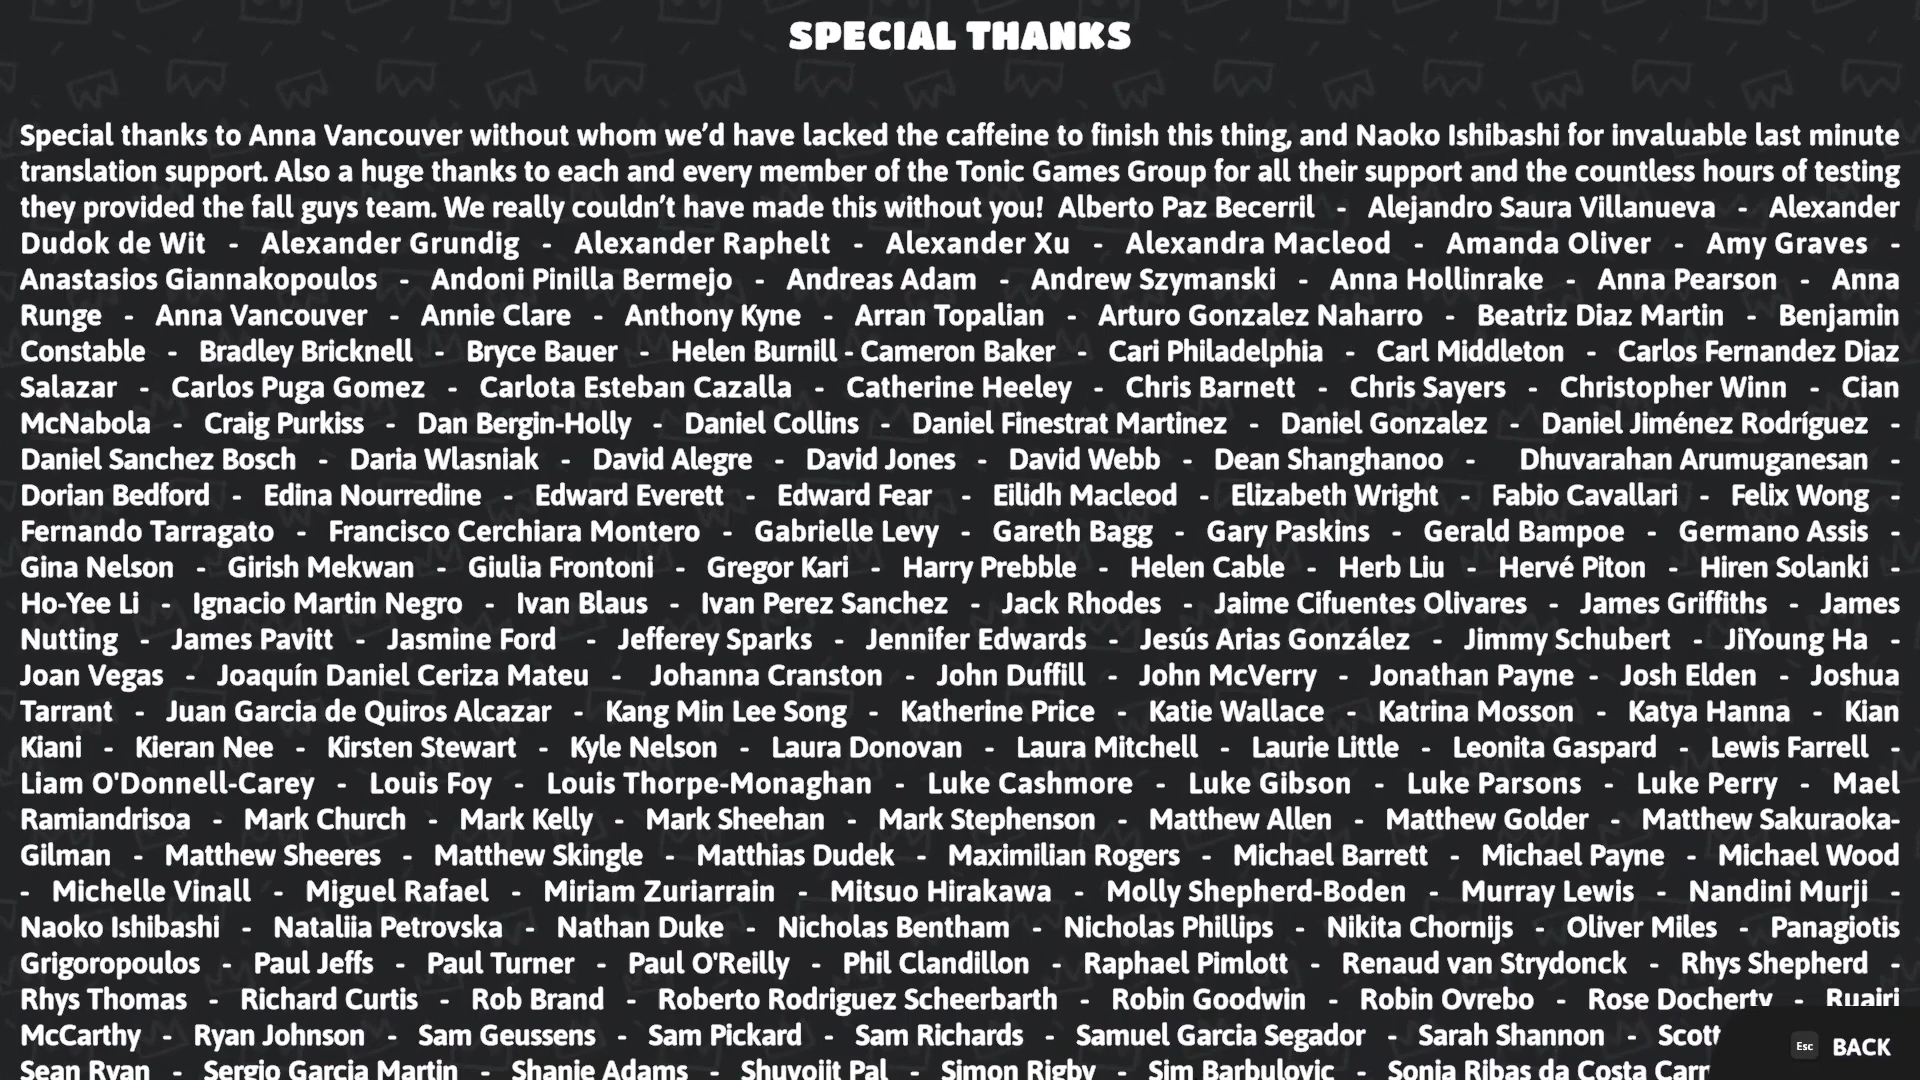 SPECIAL THANKS
Special thanks to Anna Vancouver without whom we’d have lacked the caffeine to finish this thing, and Naoko Ishibashi for invaluable last minute
translation support. Also a huge thanks to each and every member of the Tonic Games Group for all their support and the countless hours of testing
they provided the fall guys team. We really couldn’t have made this without you! Alberto Paz Becerril - Alejandro Saura Villanueva - Alexander
Dudok de Wit - Alexander Grundig - Alexander Raphelt - Alexander Xu - Alexandra Macleod - Amanda Oliver - Amy Graves -
Anastasios Giannakopoulos - Andoni Pinilla Bermejo - Andreas Adam - Andrew Szymanski - Anna Hollinrake - Anna Pearson - Anna
Runge - Anna Vancouver - Annie Clare - Anthony Kyne - Arran Topalian - Arturo Gonzalez Naharro - Beatriz Diaz Martin - Benjamin
Constable - Bradley Bricknell - Bryce Bauer - Helen Burnill - Cameron Baker - Cari Philadelphia - Carl Middleton - Carlos Fernandez Diaz
Salazar - Carlos Puga Gomez - Carlota Esteban Cazalla - Catherine Heeley - Chris Barnett - Chris Sayers - Christopher Winn - Cian
McNabola - Craig Purkiss - Dan Bergin-Holly - Daniel Collins - Daniel Finestrat Martinez - Daniel Gonzalez - Daniel Jiménez Rodríguez -
Daniel Sanchez Bosch - Daria Wlasniak - David Alegre - David Jones - David Webb - Dean Shanghanoo - Dhuvarahan Arumuganesan -
Dorian Bedford - Edina Nourredine - Edward Everett - Edward Fear - Eilidh Macleod - Elizabeth Wright - Fabio Cavallari - Felix Wong -
Fernando Tarragato - Francisco Cerchiara Montero - Gabrielle Levy - Gareth Bagg - Gary Paskins - Gerald Bampoe - Germano Assis -
Gina Nelson - Girish Mekwan - Giulia Frontoni - Gregor Kari - Harry Prebble - Helen Cable - Herb Liu - Hervé Piton - Hiren Solanki -
Ho-Yee Li - Ignacio Martin Negro - Ivan Blaus - Ivan Perez Sanchez - Jack Rhodes - Jaime Cifuentes Olivares - James Griffiths - James
Nutting - James Pavitt - Jasmine Ford - Jefferey Sparks - Jennifer Edwards - Jesús Arias González - Jimmy Schubert - JiYoung Ha -
Joan Vegas - Joaquín Daniel Ceriza Mateu - Johanna Cranston - John Duffill - John McVerry - Jonathan Payne - Josh Elden - Joshua
Tarrant - Juan Garcia de Quiros Alcazar - Kang Min Lee Song - Katherine Price - Katie Wallace - Katrina Mosson - Katya Hanna - Kian
Kiani - Kieran Nee - Kirsten Stewart - Kyle Nelson - Laura Donovan - Laura Mitchell - Laurie Little - Leonita Gaspard - Lewis Farrell -
Liam O'Donnell-Carey - Louis Foy - Louis Thorpe-Monaghan - Luke Cashmore - Luke Gibson - Luke Parsons - Luke Perry - Mael
Ramiandrisoa - Mark Church - Mark Kelly - Mark Sheehan - Mark Stephenson - Matthew Allen - Matthew Golder - Matthew Sakuraoka-
Gilman - Matthew Sheeres - Matthew Skingle - Matthias Dudek - Maximilian Rogers - Michael Barrett - Michael Payne - Michael Wood
- Michelle Vinall - Miguel Rafael - Miriam Zuriarrain - Mitsuo Hirakawa - Molly Shepherd-Boden - Murray Lewis - Nandini Murji -
Naoko Ishibashi - Nataliia Petrovska - Nathan Duke - Nicholas Bentham - Nicholas Phillips - Nikita Chornijs - Oliver Miles - Panagiotis
Grigoropoulos - Paul Jeffs - Paul Turner - Paul O'Reilly - Phil Clandillon - Raphael Pimlott - Renaud van Strydonck - Rhys Shepherd -
Rhys Thomas - Richard Curtis - Rob Brand - Roberto Rodriguez Scheerbarth - Robin Goodwin - Robin Ovrebo - Rose Docherty - Ruairi
McCarthy - Ryan Johnson - Sam Geussens - Sam Pickard - Sam Richards - Samuel Garcia Segador - Sarah Shannon - Scott
Sean Ryan - Sergio Garcia Martin - Shanie Adams - Shuvojit Pal - Simon Rigby - Sim Barbulovic - Sonia Ribas da Costa
Esc BACK